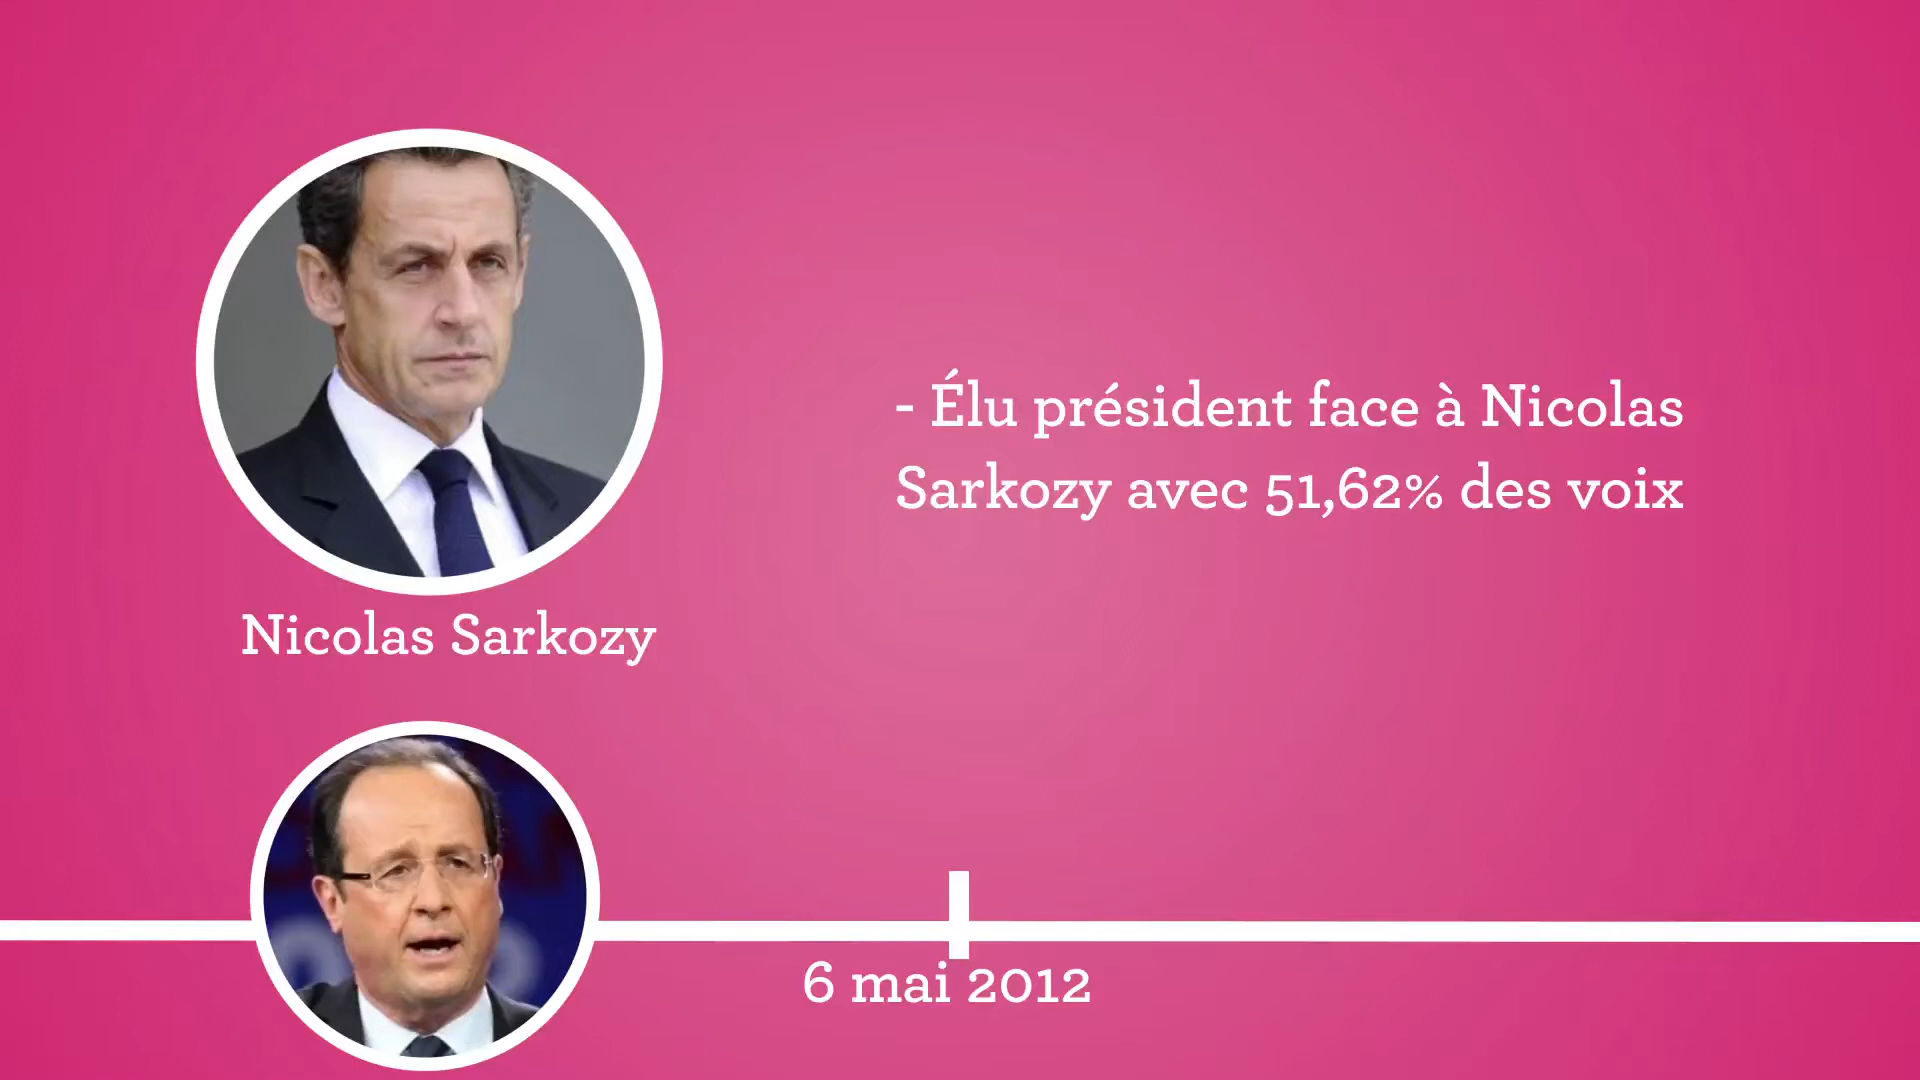 - Élu président face à Nicolas
Sarkozy avec 51,62% des voix
Nicolas Sarkozy
6 mai 2012